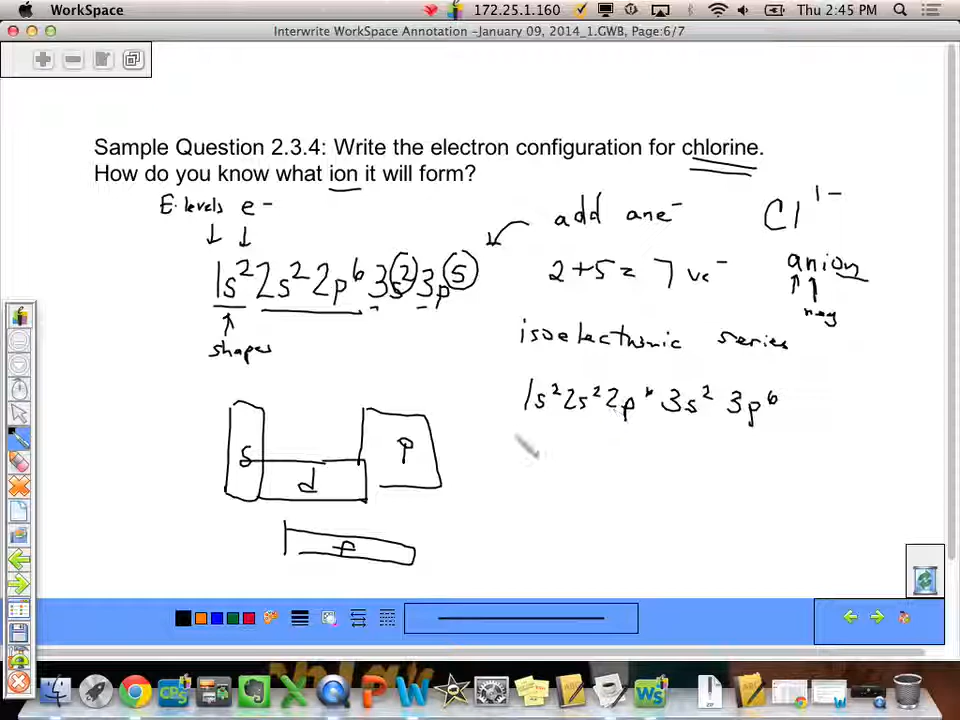 WorkSpace 172.25.1.160 Thu 2:45 PM
Interwrite WorkSpace Annotation -January 09, 2014_1.GWB, Page:6/7
Sample Question 2.3.4: Write the electron configuration for chlorine.
How do you know what ion it will form?
E. levels e-
add an e-
Cl 1-
1s² 2s² 2p⁶ 3s² 3p⁵
2+5= 7 ve-
anion
neg
shapes
isoelectronic series
1s² 2s² 2p⁶ 3s² 3p⁶
s
p
d
f